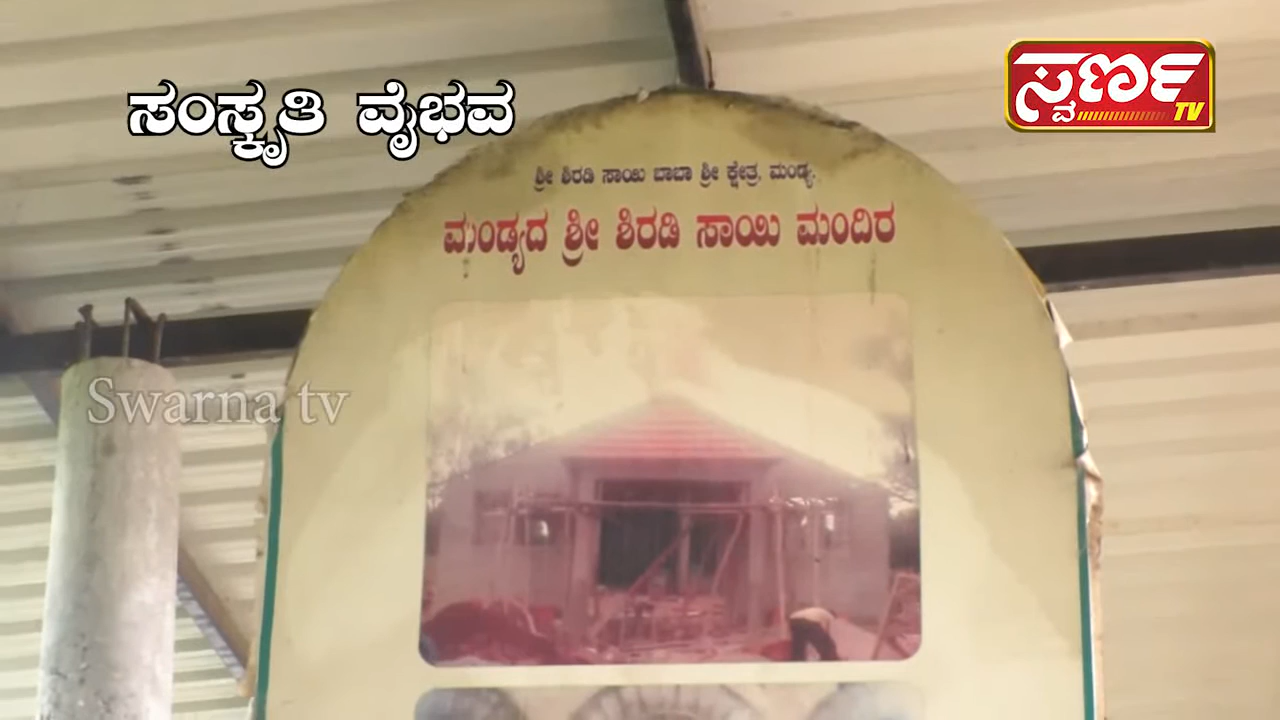 ಸಂಸ್ಕೃತಿ ವೈಭವ
ಸ್ವರ್ಣ TV
ಶ್ರೀ ಶಿರಡಿ ಸಾಯಿ ಬಾಬಾ ಶ್ರೀ ಕ್ಷೇತ್ರ, ಮಂಡ್ಯ.
ಮಂಡ್ಯದ ಶ್ರೀ ಶಿರಡಿ ಸಾಯಿ ಮಂದಿರ
Swarna tv